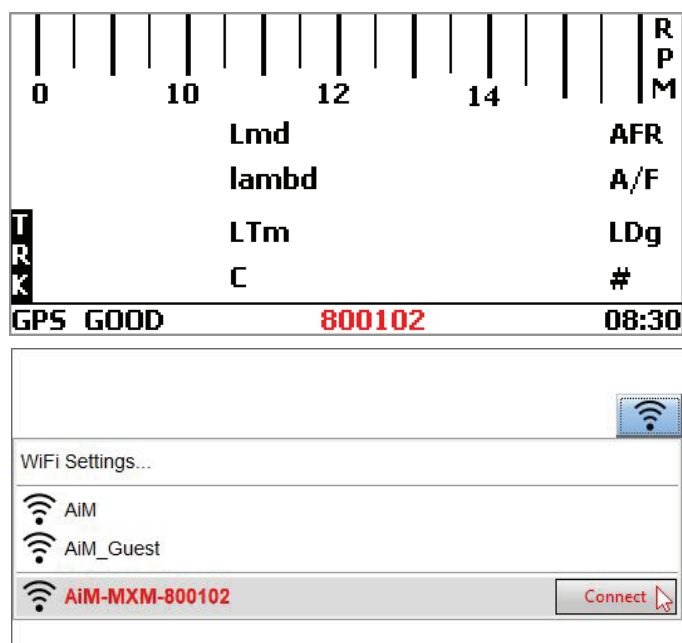 R
P
M
0 10 12 14
Lmd AFR
lambd A/F
LTm LDg
C #
T
R
K
GPS GOOD 800102 08:30
WiFi Settings...
AiM
AiM_Guest
AiM-MXM-800102 Connect